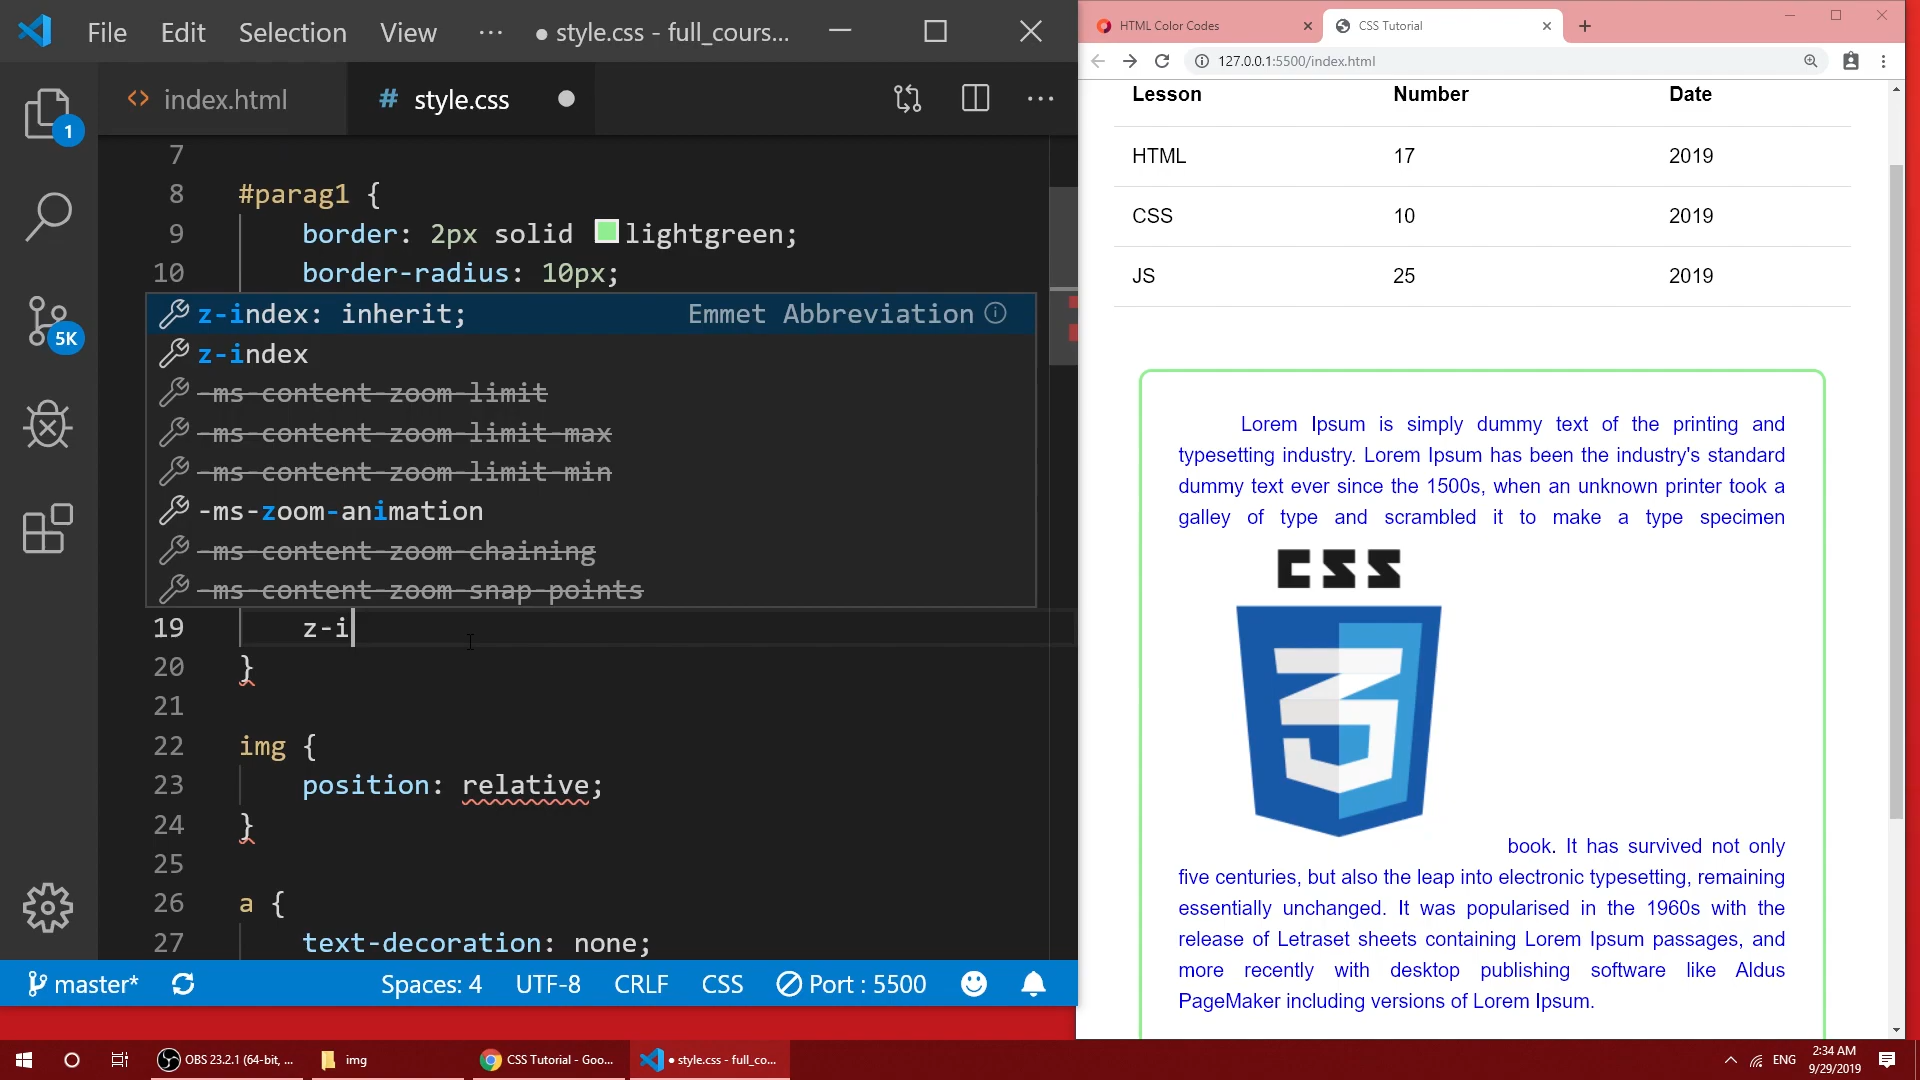 File Edit Selection View ··· ● style.css - full_cours...
index.html
# style.css
7
8 #parag1 {
9 border: 2px solid lightgreen;
10 border-radius: 10px;
z-index: inherit; Emmet Abbreviation
z-index
-ms-content-zoom-limit
-ms-content-zoom-limit-max
-ms-content-zoom-limit-min
-ms-zoom-animation
-ms-content-zoom-chaining
-ms-content-zoom-snap-points
19 z-i
20 }
21
22 img {
23 position: relative;
24 }
25
26 a {
27 text-decoration: none;
1
5K
master* Spaces: 4 UTF-8 CRLF CSS Port : 5500
HTML Color Codes
CSS Tutorial
127.0.0.1:5500/index.html
Lesson Number Date
HTML 17 2019
CSS 10 2019
JS 25 2019
Lorem Ipsum is simply dummy text of the printing and
typesetting industry. Lorem Ipsum has been the industry's standard
dummy text ever since the 1500s, when an unknown printer took a
galley of type and scrambled it to make a type specimen
CSS
3
book. It has survived not only
five centuries, but also the leap into electronic typesetting, remaining
essentially unchanged. It was popularised in the 1960s with the
release of Letraset sheets containing Lorem Ipsum passages, and
more recently with desktop publishing software like Aldus
PageMaker including versions of Lorem Ipsum.
OBS 23.2.1 (64-bit, ...
img
CSS Tutorial - Goo...
● style.css - full_co...
ENG
2:34 AM
9/29/2019